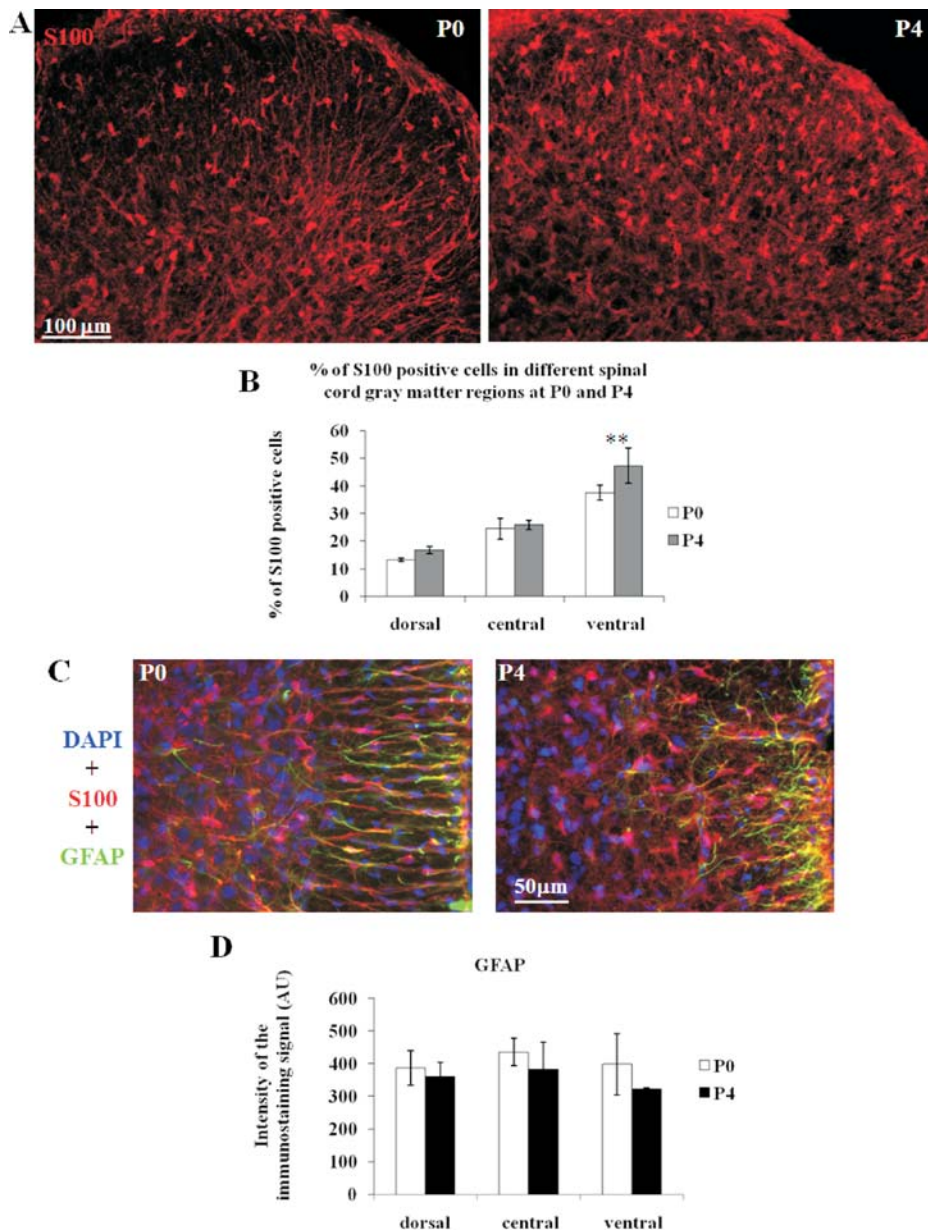 A
S100
P0
P4
100 µm
B
% of S100 positive cells in different spinal
cord gray matter regions at P0 and P4
% of S100 positive cells
60
50
40
30
20
10
0
**
P0
P4
dorsal
central
ventral
C
P0
P4
DAPI
+
S100
+
GFAP
50µm
D
GFAP
Intensity of the
immunostaining signal (AU)
600
500
400
300
200
100
0
P0
P4
dorsal
central
ventral